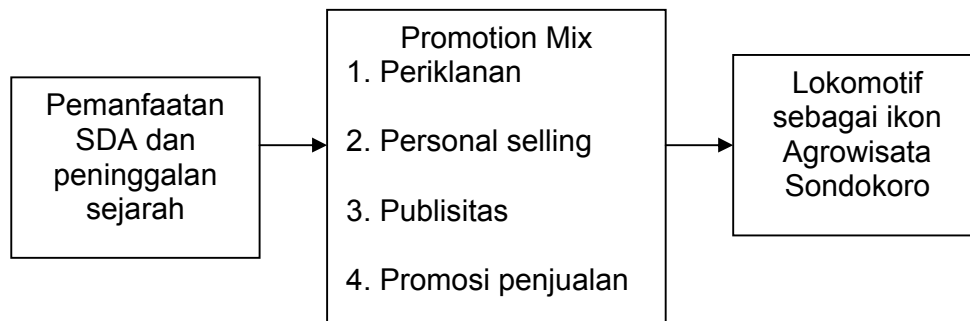 Pemanfaatan
SDA dan
peninggalan
sejarah
Promotion Mix
1. Periklanan
2. Personal selling
3. Publisitas
4. Promosi penjualan
Lokomotif
sebagai ikon
Agrowisata
Sondokoro